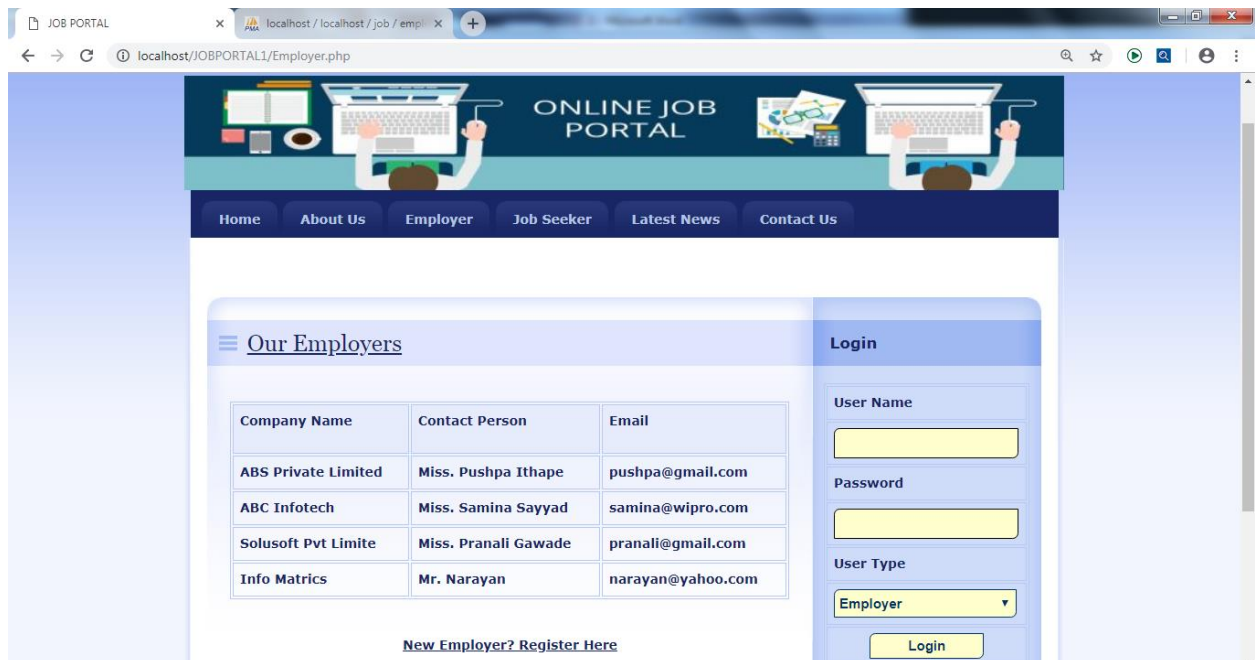 JOB PORTAL
localhost / localhost / job / empl
localhost/JOBPORTAL1/Employer.php
ONLINE JOB
PORTAL
Home About Us Employer Job Seeker Latest News Contact Us
Our Employers
Company Name Contact Person Email
ABS Private Limited Miss. Pushpa Ithape pushpa@gmail.com
ABC Infotech Miss. Samina Sayyad samina@wipro.com
Solusoft Pvt Limite Miss. Pranali Gawade pranali@gmail.com
Info Matrics Mr. Narayan narayan@yahoo.com
New Employer? Register Here
Login
User Name
Password
User Type
Employer
Login